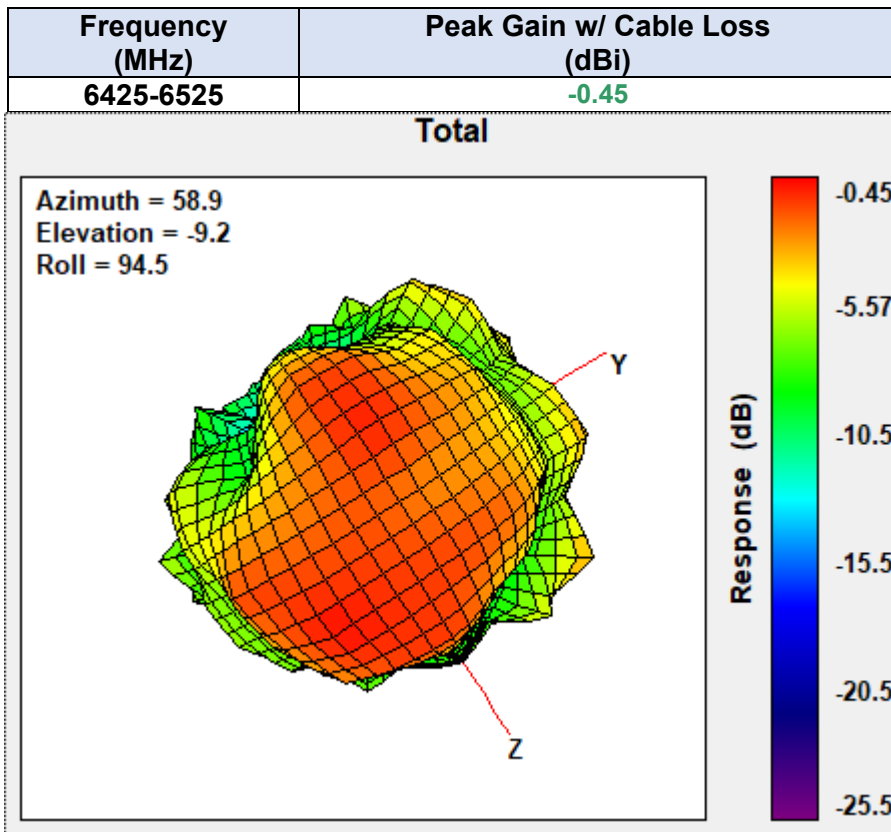 Frequency
(MHz)
Peak Gain w/ Cable Loss
(dBi)
6425-6525
-0.45
Total
Azimuth = 58.9
Elevation = -9.2
Roll = 94.5
Y
Z
Response (dB)
-0.45
-5.57
-10.5
-15.5
-20.5
-25.5